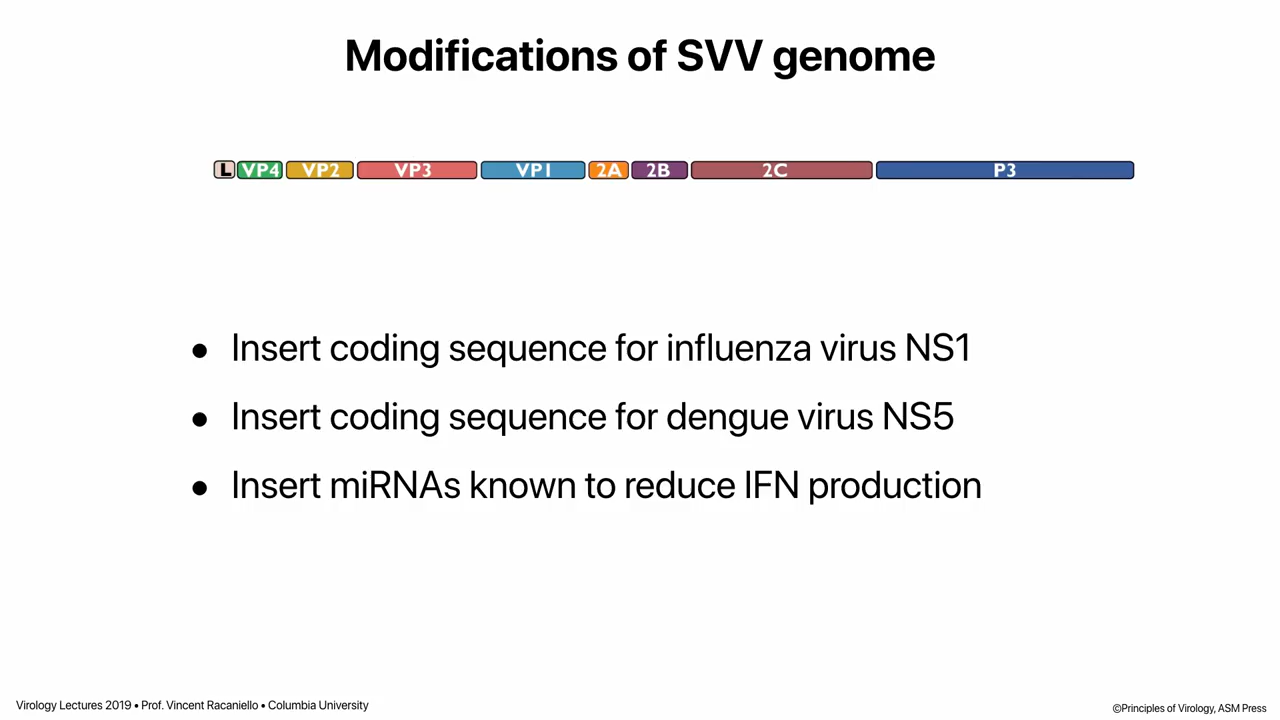 Modifications of SVV genome
L VP4 VP2 VP3 VP1 2A 2B 2C P3
• Insert coding sequence for influenza virus NS1
• Insert coding sequence for dengue virus NS5
• Insert miRNAs known to reduce IFN production
Virology Lectures 2019 • Prof. Vincent Racaniello • Columbia University
©Principles of Virology, ASM Press